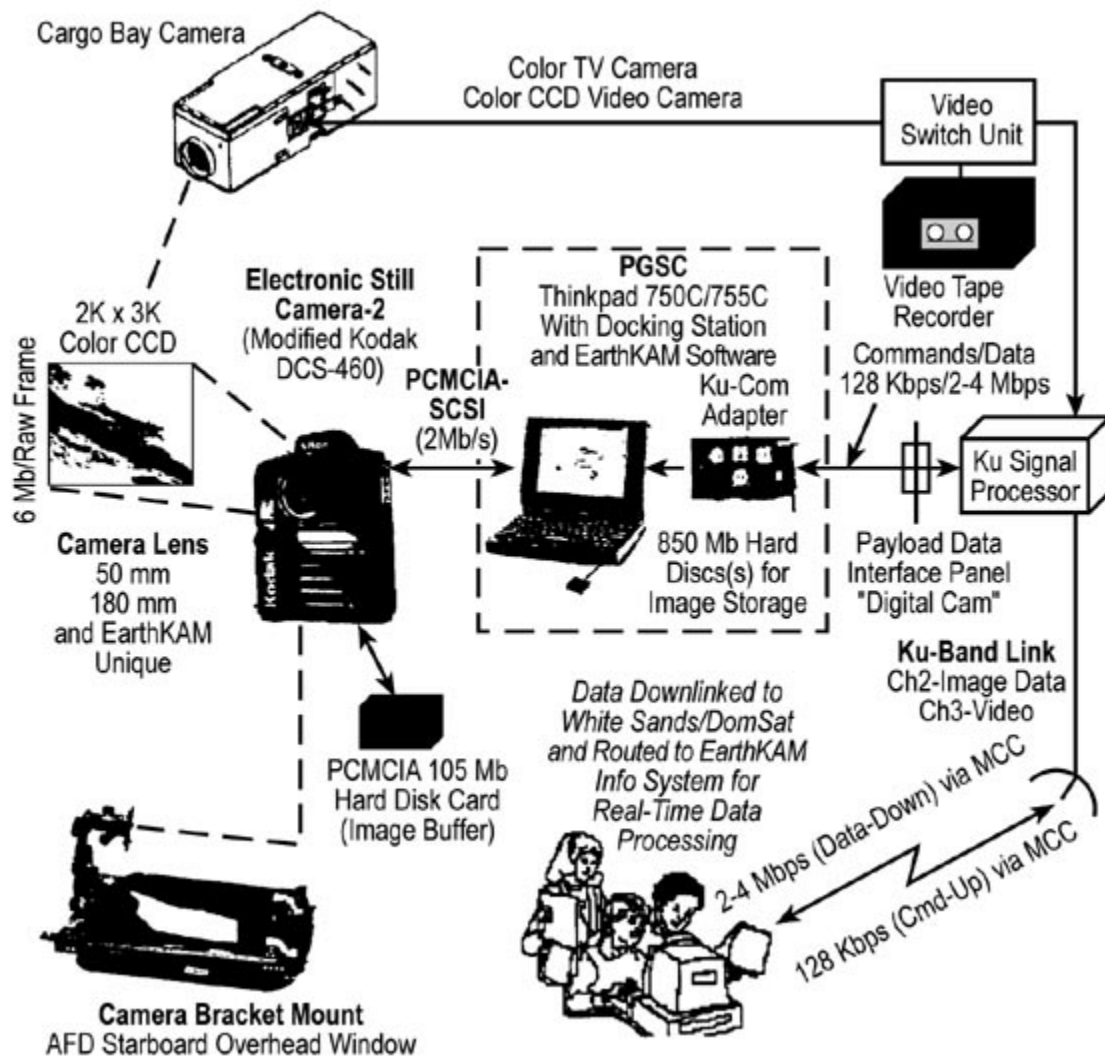 Cargo Bay Camera
Color TV Camera
Color CCD Video Camera
Video
Switch Unit
Video Tape
Recorder
Electronic Still
Camera-2
(Modified Kodak
DCS-460)
2K x 3K
Color CCD
6 Mb/Raw Frame
PCMCIA-
SCSI
(2Mb/s)
PGSC
Thinkpad 750C/755C
With Docking Station
and EarthKAM Software
Ku-Com
Adapter
850 Mb Hard
Discs(s) for
Image Storage
Commands/Data
128 Kbps/2-4 Mbps
Ku Signal
Processor
Payload Data
Interface Panel
"Digital Cam"
Ku-Band Link
Ch2-Image Data
Ch3-Video
Camera Lens
50 mm
180 mm
and EarthKAM
Unique
Kodak
PCMCIA 105 Mb
Hard Disk Card
(Image Buffer)
Data Downlinked to
White Sands/DomSat
and Routed to EarthKAM
Info System for
Real-Time Data
Processing
2-4 Mbps (Data-Down) via MCC
128 Kbps (Cmd-Up) via MCC
Camera Bracket Mount
AFD Starboard Overhead Window